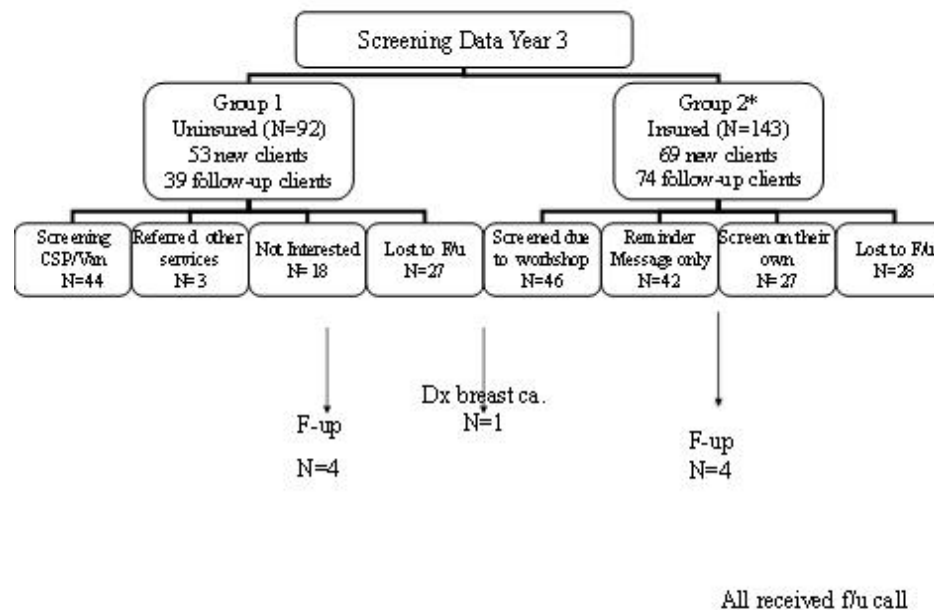 Screening Data Year 3
Group 1
Uninsured (N=92)
53 new clients
39 follow-up clients
Group 2*
Insured (N=143)
69 new clients
74 follow-up clients
Screening
CSP/Van
N=44
Referred other
services
N=3
Not Interested
N=18
Lost to F/u
N=27
Screened due
to workshop
N=46
Reminder
Message only
N=42
Screen on their
own
N=27
Lost to F/u
N=28
F-up
N=4
Dx breast ca.
N=1
F-up
N=4
All received f/u call